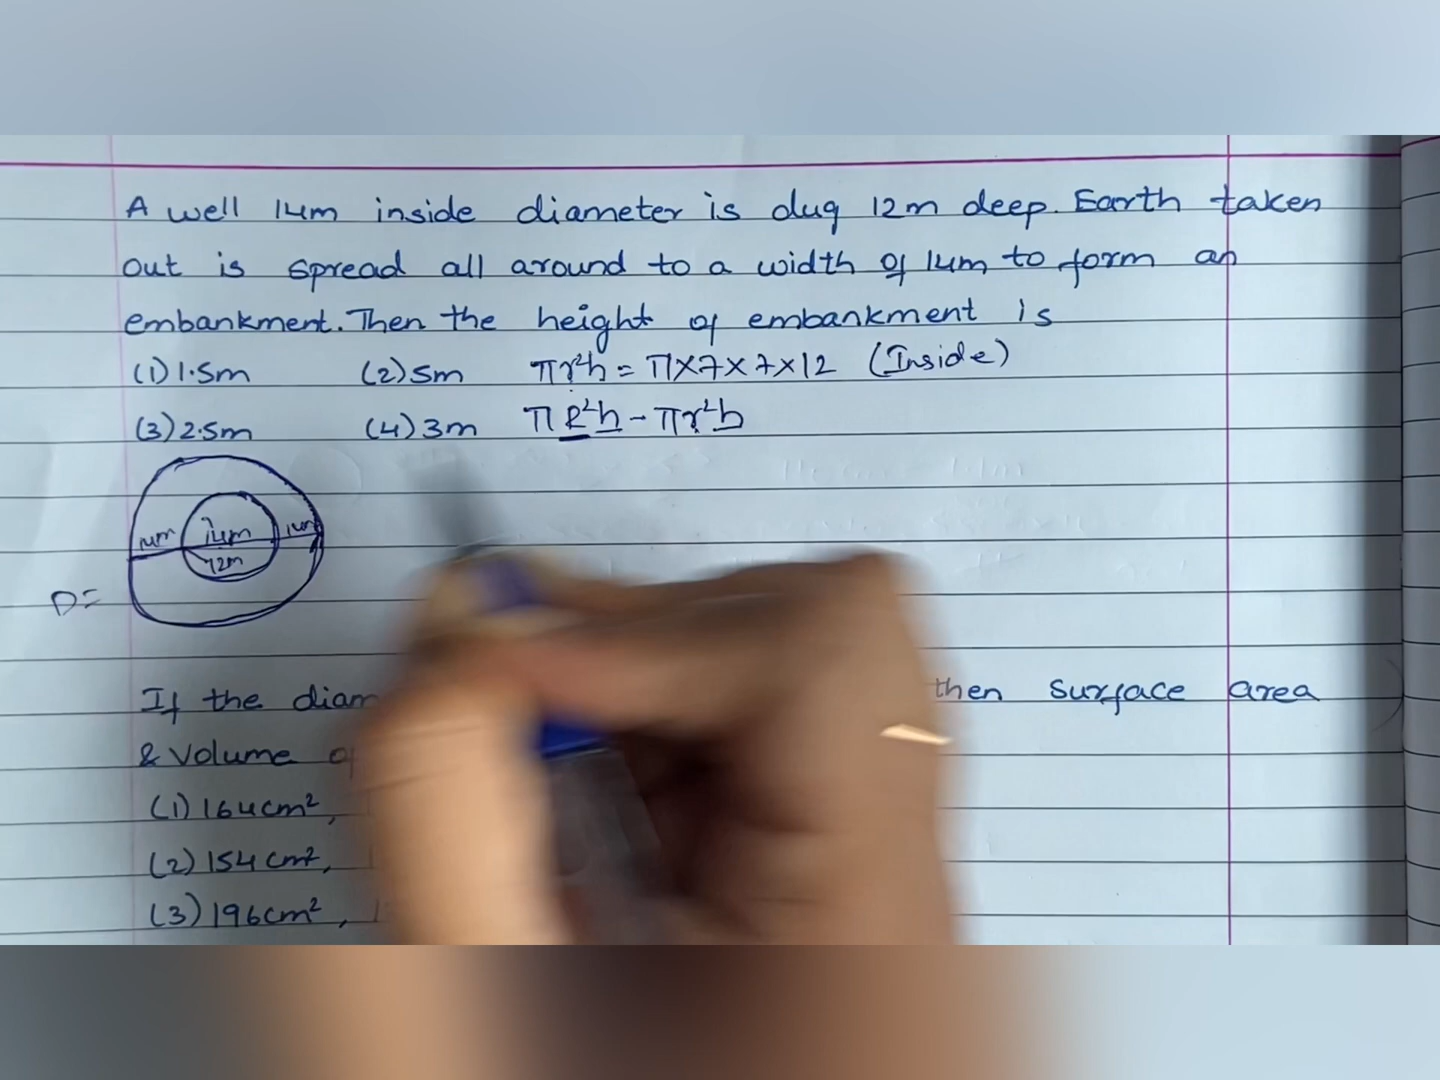 A well 14m inside diameter is dug 12m deep. Earth taken
out is spread all around to a width of 14m to form an
embankment. Then the height of embankment is
(1) 1.5m (2) 5m πr²h = π×7×7×12 (Inside)
(3) 2.5m (4) 3m πR²h - πr²h
14m 14m 14m
12m
D=
If the diam then surface area
& Volume of
(1) 164cm²,
(2) 154cm²,
(3) 196cm²,